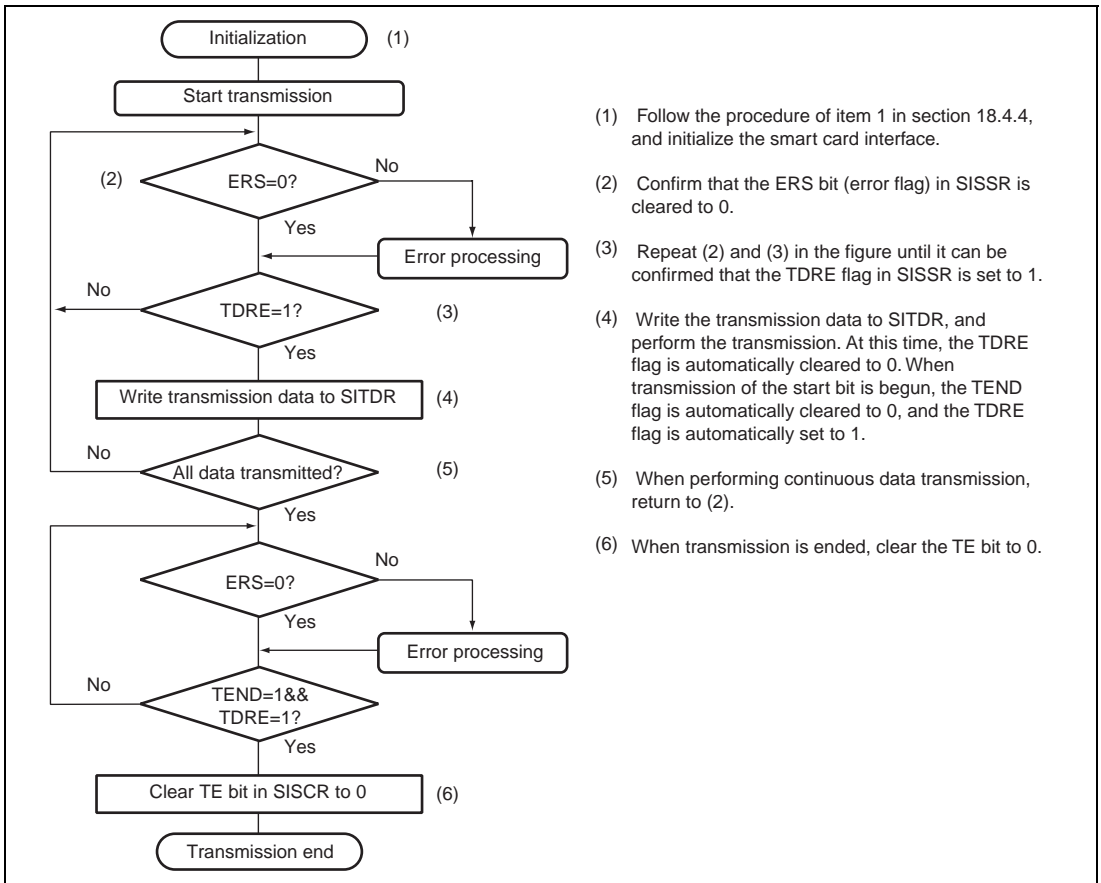 Initialization (1)
Start transmission
(2) ERS=0? No
Yes
Error processing
No
TDRE=1? (3)
Yes
Write transmission data to SITDR (4)
No
All data transmitted? (5)
Yes
ERS=0? No
Yes
Error processing
No
TEND=1&&
TDRE=1?
Yes
Clear TE bit in SISCR to 0 (6)
Transmission end
(1) Follow the procedure of item 1 in section 18.4.4,
and initialize the smart card interface.
(2) Confirm that the ERS bit (error flag) in SISSR is
cleared to 0.
(3) Repeat (2) and (3) in the figure until it can be
confirmed that the TDRE flag in SISSR is set to 1.
(4) Write the transmission data to SITDR, and
perform the transmission. At this time, the TDRE
flag is automatically cleared to 0. When
transmission of the start bit is begun, the TEND
flag is automatically cleared to 0, and the TDRE
flag is automatically set to 1.
(5) When performing continuous data transmission,
return to (2).
(6) When transmission is ended, clear the TE bit to 0.